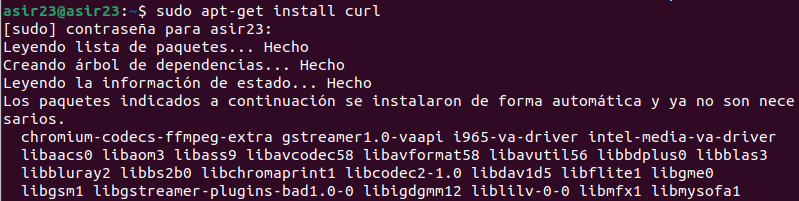 asir23@asir23:~$ sudo apt-get install curl
[sudo] contraseña para asir23:
Leyendo lista de paquetes... Hecho
Creando árbol de dependencias... Hecho
Leyendo la información de estado... Hecho
Los paquetes indicados a continuación se instalaron de forma automática y ya no son nece
sarios.
  chromium-codecs-ffmpeg-extra gstreamer1.0-vaapi i965-va-driver intel-media-va-driver
  libaacs0 libaom3 libass9 libavcodec58 libavformat58 libavutil56 libbdplus0 libblas3
  libbluray2 libbs2b0 libchromaprint1 libcodec2-1.0 libdav1d5 libflite1 libgme0
  libgsm1 libgstreamer-plugins-bad1.0-0 libigdgmm12 liblilv-0-0 libmfx1 libmysofa1